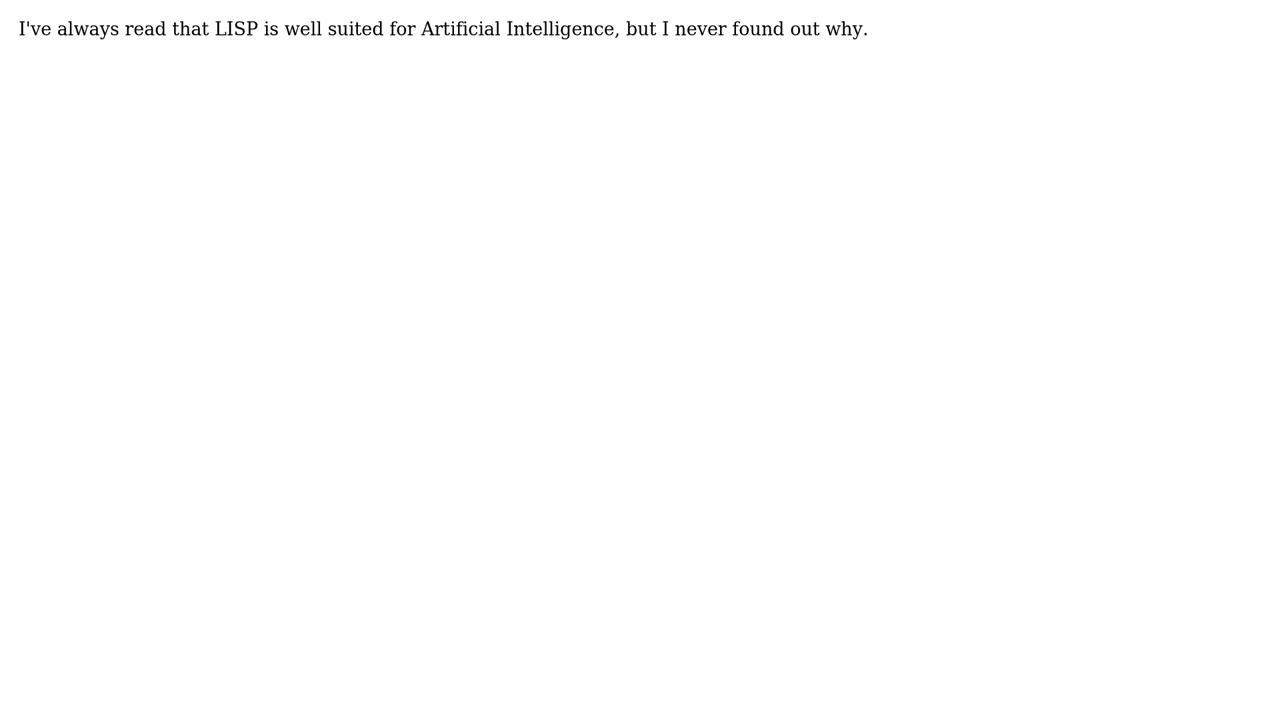 I've always read that LISP is well suited for Artificial Intelligence, but I never found out why.